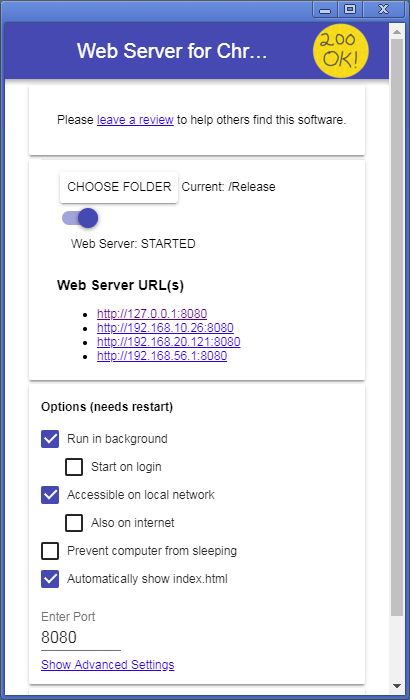 Web Server for Chr...
200
OK!
Please leave a review to help others find this software.
CHOOSE FOLDER Current: /Release
Web Server: STARTED
Web Server URL(s)
http://127.0.0.1:8080
http://192.168.10.26:8080
http://192.168.20.121:8080
http://192.168.56.1:8080
Options (needs restart)
Run in background
Start on login
Accessible on local network
Also on internet
Prevent computer from sleeping
Automatically show index.html
Enter Port
8080
Show Advanced Settings